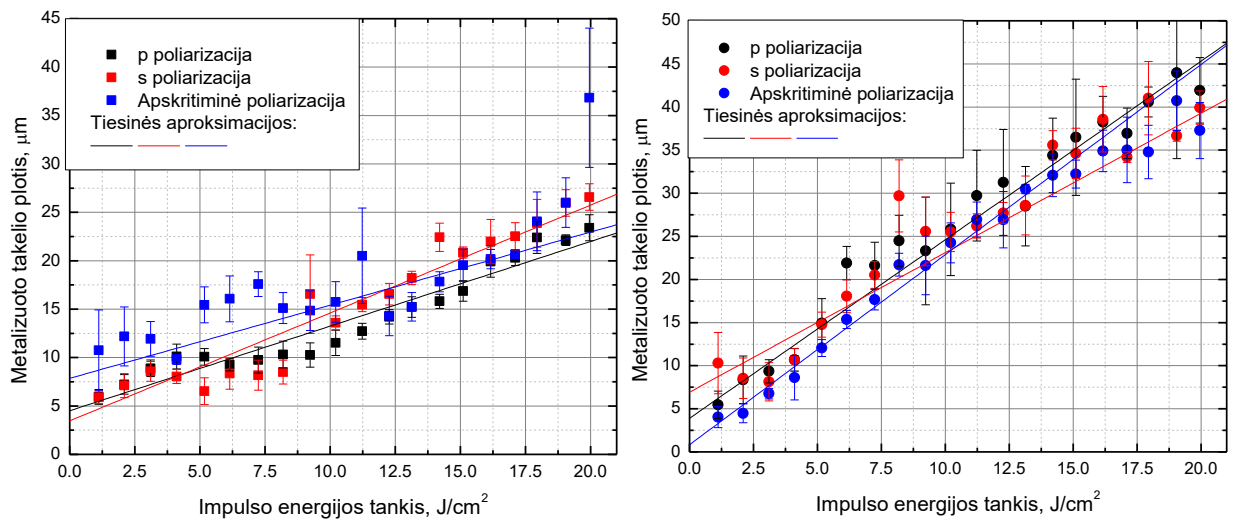 45
40
35
30
25
20
15
10
5
0
Metalizuoto takelio plotis, μm
p poliarizacija
s poliarizacija
Apskritiminė poliarizacija
Tiesinės aproksimacijos:
0.0 2.5 5.0 7.5 10.0 12.5 15.0 17.5 20.0
Impulso energijos tankis, J/cm²
50
45
40
35
30
25
20
15
10
5
0
Metalizuoto takelio plotis, μm
p poliarizacija
s poliarizacija
Apskritiminė poliarizacija
Tiesinės aproksimacijos:
0.0 2.5 5.0 7.5 10.0 12.5 15.0 17.5 20.0
Impulso energijos tankis, J/cm²